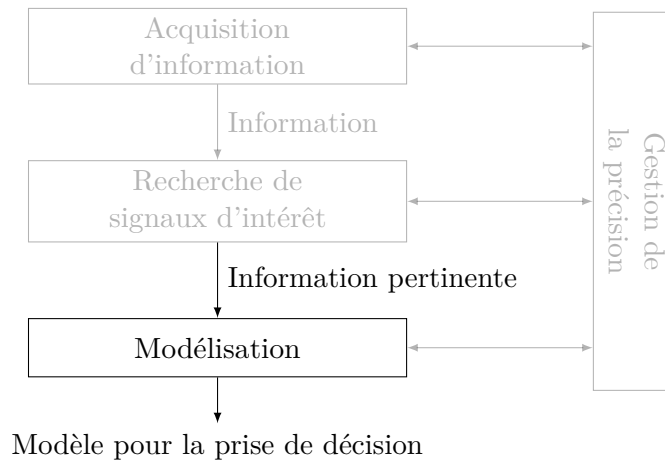 Acquisition
d'information
Information
Recherche de
signaux d'intérêt
Information pertinente
Modélisation
Modèle pour la prise de décision
Gestion de
la précision